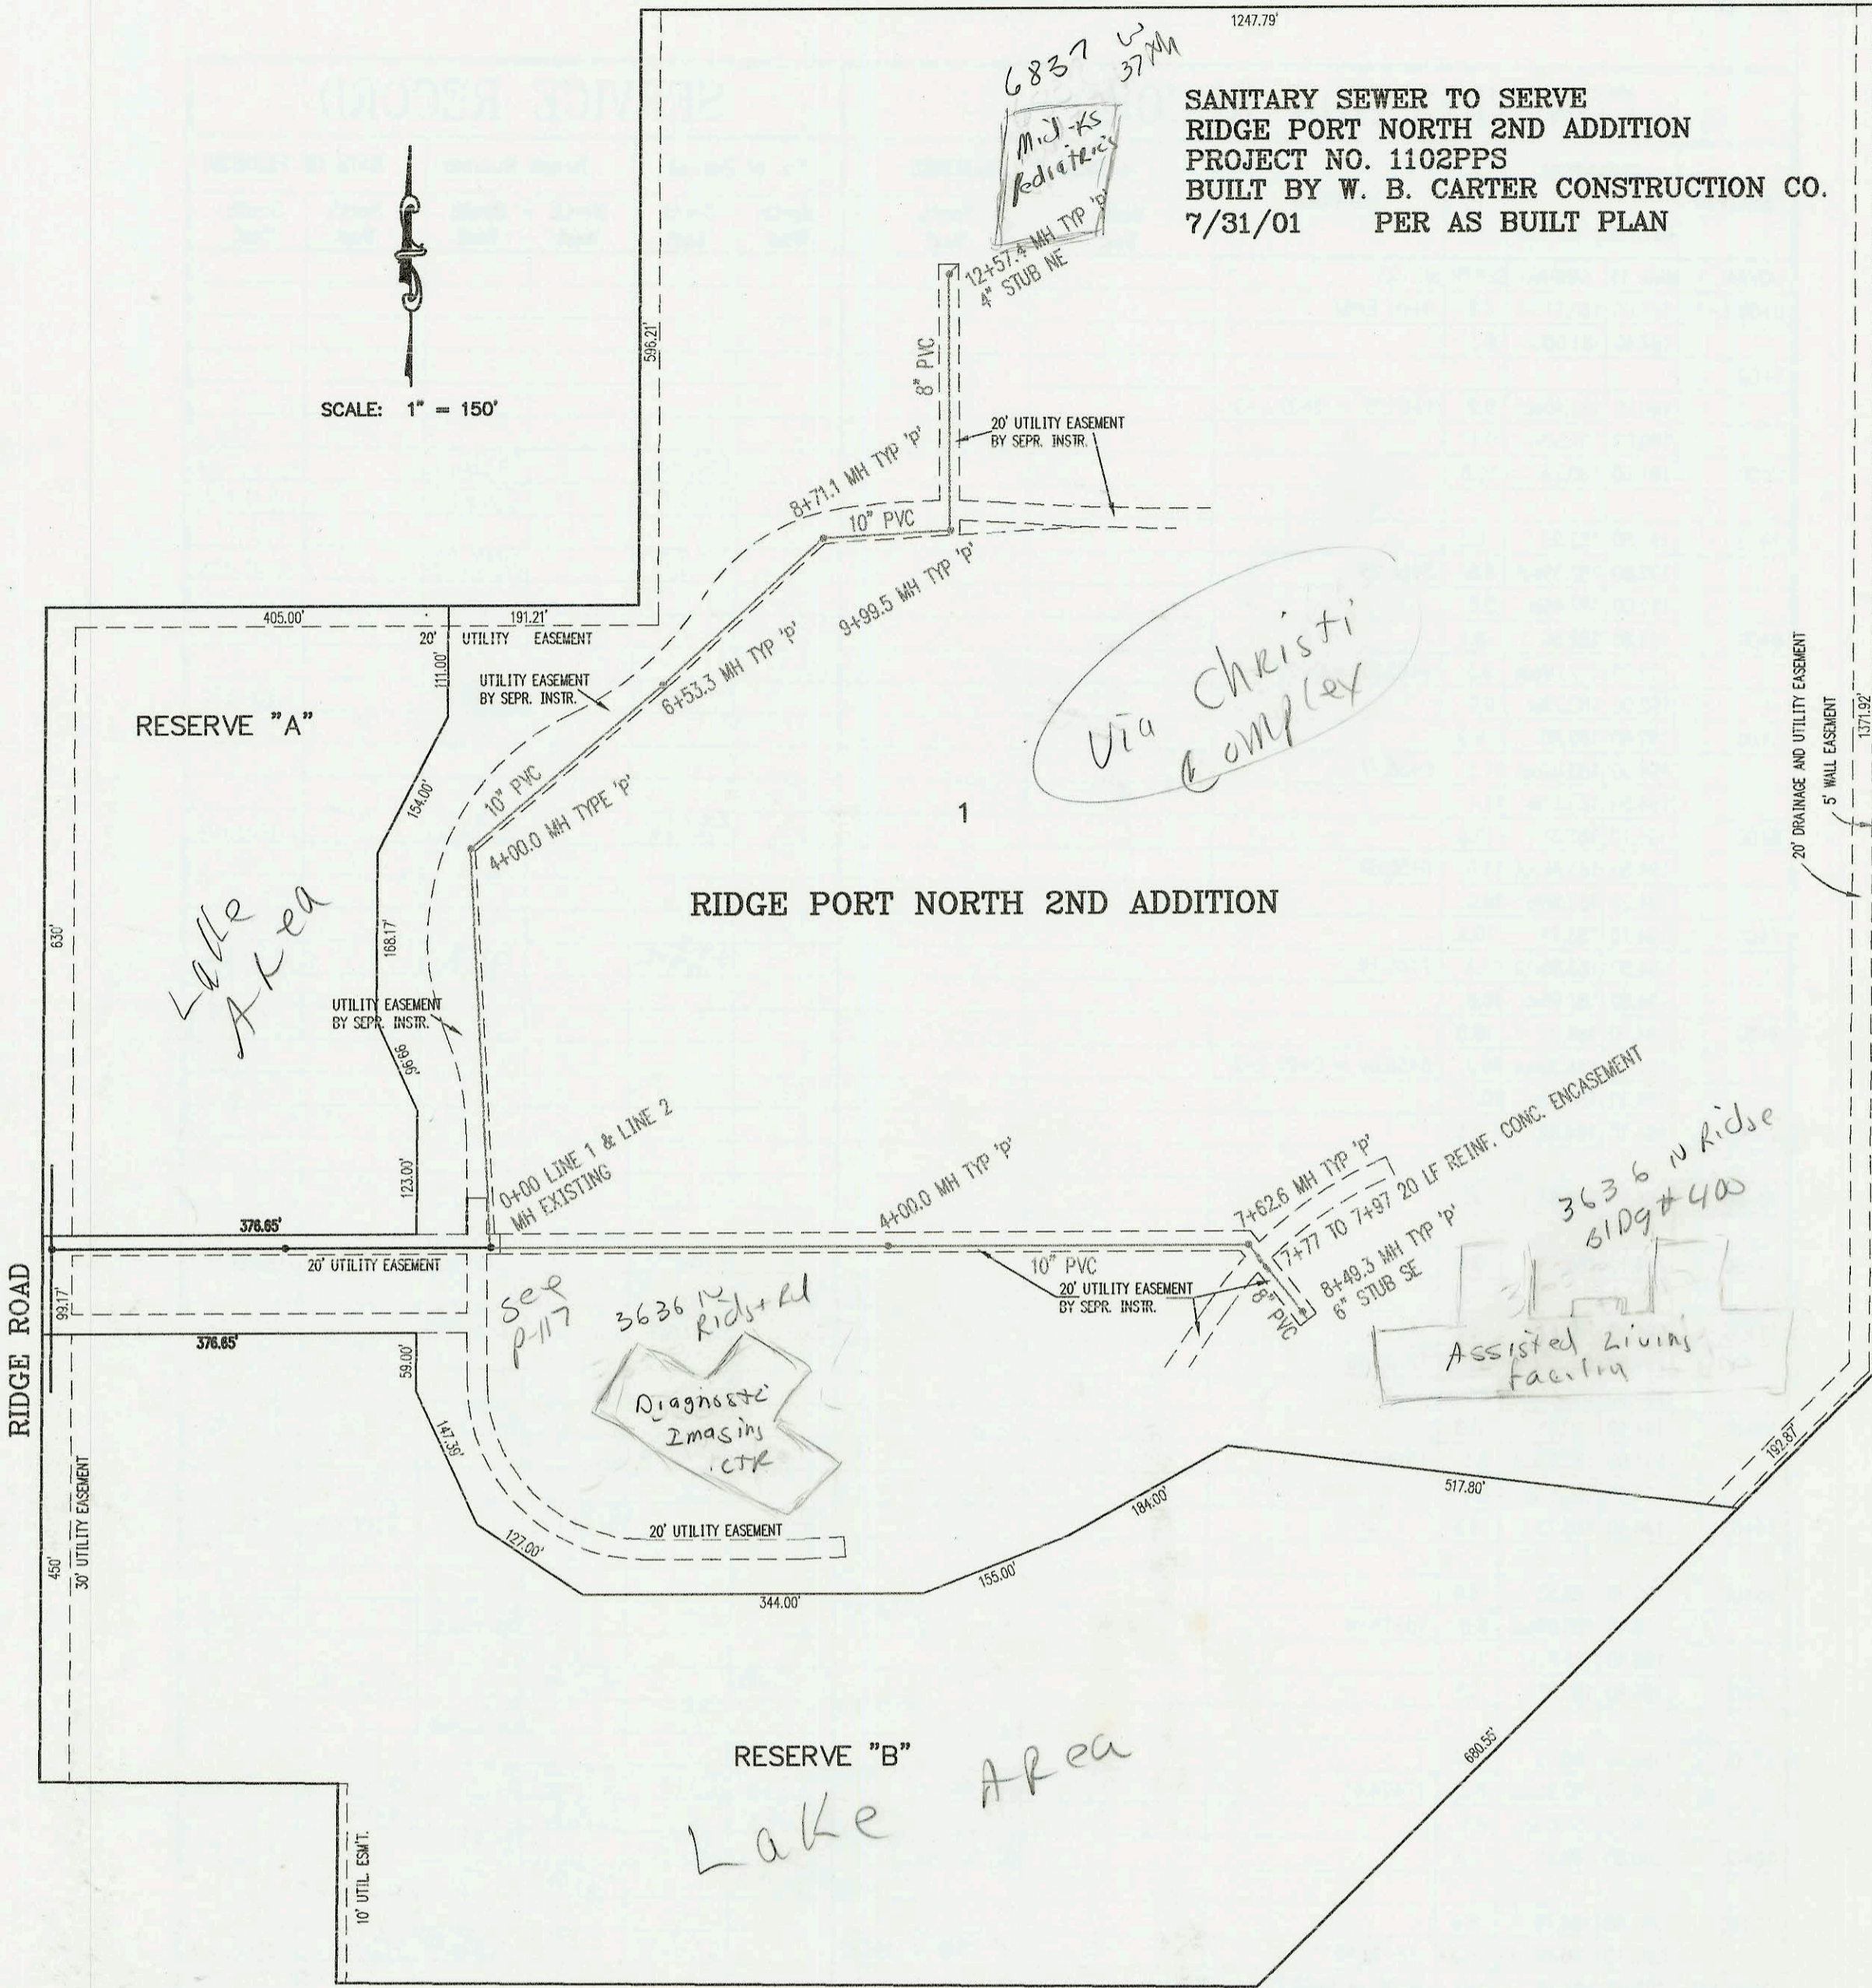 1247.79'
6837 W
37th
Mid-KS
Pediatrics
SANITARY SEWER TO SERVE
RIDGE PORT NORTH 2ND ADDITION
PROJECT NO. 1102PPS
BUILT BY W. B. CARTER CONSTRUCTION CO.
7/31/01 PER AS BUILT PLAN
12+57.4 MH TYP 'P'
4" STUB NE
596.21'
SCALE: 1" = 150'
8" PVC
20' UTILITY EASEMENT
BY SEPR. INSTR.
8+71.1 MH TYP 'P'
10" PVC
9+99.5 MH TYP 'P'
405.00'
191.21'
20' UTILITY EASEMENT
111.00'
UTILITY EASEMENT
BY SEPR. INSTR.
6+53.3 MH TYP 'P'
RESERVE "A"
Via Christi
Complex
20' DRAINAGE AND UTILITY EASEMENT
5' WALL EASEMENT
1371.92'
154.00'
10" PVC
4+00.0 MH TYPE 'P'
1
RIDGE PORT NORTH 2ND ADDITION
630'
Lake
Area
168.17'
UTILITY EASEMENT
BY SEPR. INSTR.
96.66'
123.00'
0+00 LINE 1 & LINE 2
MH EXISTING
4+00.0 MH TYP 'P'
7+62.6 MH TYP 'P'
7+77 TO 7+97 20 LF REINF. CONC. ENCASEMENT
8+49.3 MH TYP 'P'
6" STUB SE
3636 N Ridge
BlDg # 400
376.65'
20' UTILITY EASEMENT
10" PVC
20' UTILITY EASEMENT
BY SEPR. INSTR.
8" PVC
RIDGE ROAD
99.17'
376.65'
see
P-117
3636 N
Ridge Rd
Assisted Living
facility
59.00'
Diagnostic
Imasing
CTR
147.39'
192.87'
517.80'
184.00'
450'
30' UTILITY EASEMENT
127.00'
20' UTILITY EASEMENT
155.00'
344.00'
RESERVE "B"
Lake Area
680.55'
10' UTIL. ESM'T.